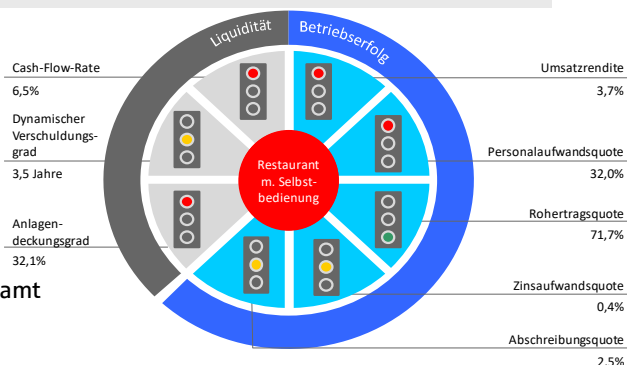 Liquidität
Betriebserfolg
Cash-Flow-Rate
6,5%
Dynamischer
Verschuldungs-
grad
3,5 Jahre
Anlagen-
deckungsgrad
32,1%
amt
Restaurant
m. Selbst-
bedienung
Umsatzrendite
3,7%
Personalaufwandsquote
32,0%
Rohertragsquote
71,7%
Zinsaufwandsquote
0,4%
Abschreibungsquote
2,5%